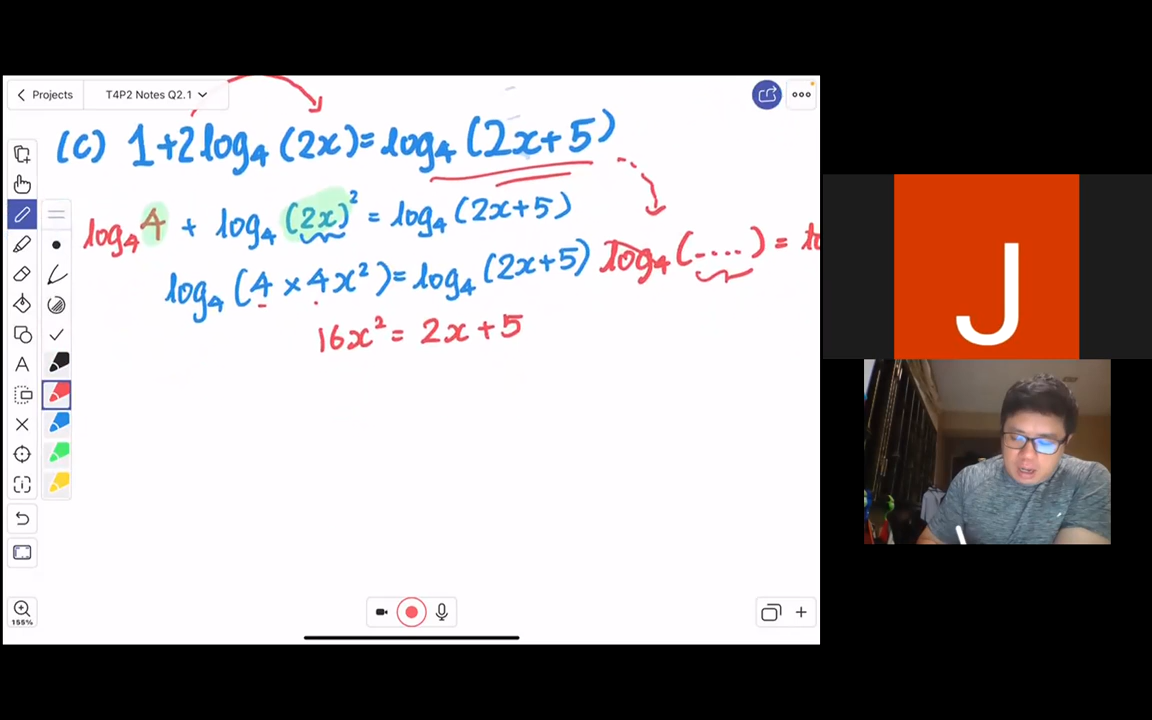 Projects
T4P2 Notes Q2.1
(c) 1+2log₄(2x)=log₄(2x+5)
log₄4 + log₄(2x)² = log₄(2x+5)
log₄(4×4x²)=log₄(2x+5)
log₄(....) =
16x² = 2x+5
A
155%
J